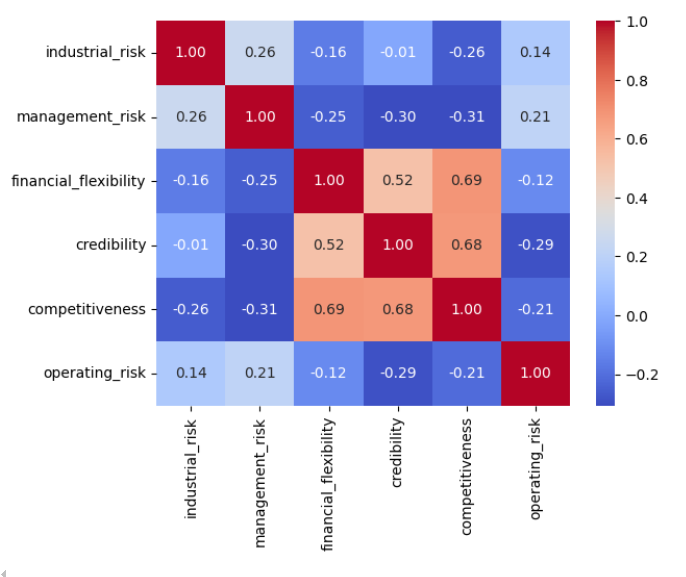 industrial_risk 1.00 0.26 -0.16 -0.01 -0.26 0.14
management_risk 0.26 1.00 -0.25 -0.30 -0.31 0.21
financial_flexibility -0.16 -0.25 1.00 0.52 0.69 -0.12
credibility -0.01 -0.30 0.52 1.00 0.68 -0.29
competitiveness -0.26 -0.31 0.69 0.68 1.00 -0.21
operating_risk 0.14 0.21 -0.12 -0.29 -0.21 1.00
industrial_risk
management_risk
financial_flexibility
credibility
competitiveness
operating_risk
1.0
0.8
0.6
0.4
0.2
0.0
−0.2